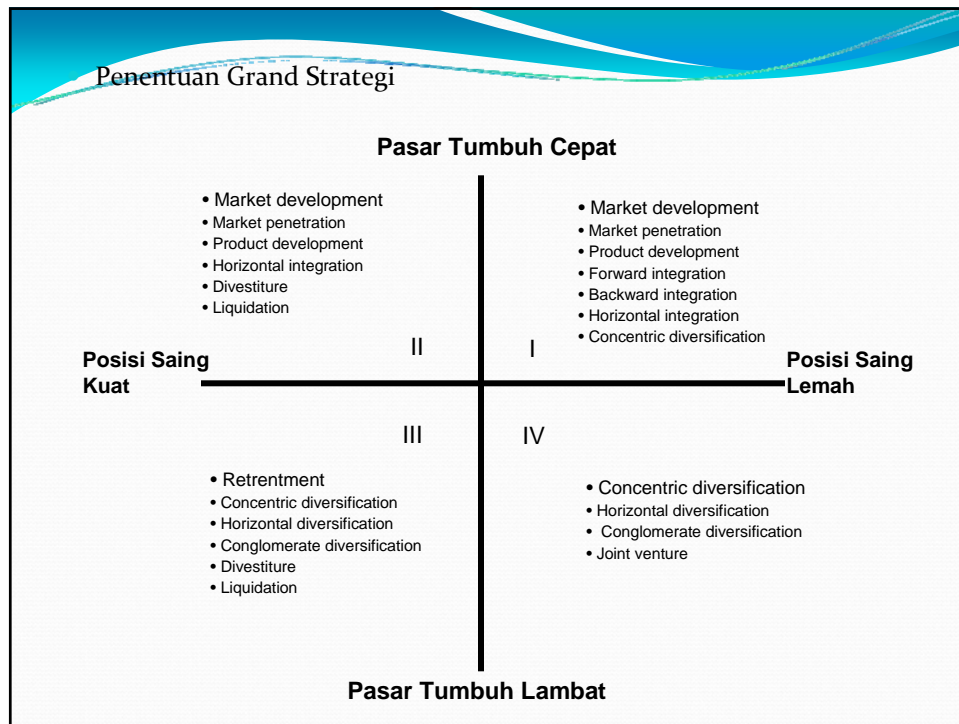 Penentuan Grand Strategi
Pasar Tumbuh Cepat
• Market development
• Market penetration
• Product development
• Horizontal integration
• Divestiture
• Liquidation
• Market development
• Market penetration
• Product development
• Forward integration
• Backward integration
• Horizontal integration
• Concentric diversification
II
I
Posisi Saing
Kuat
Posisi Saing
Lemah
III
IV
• Retrentment
• Concentric diversification
• Horizontal diversification
• Conglomerate diversification
• Divestiture
• Liquidation
• Concentric diversification
• Horizontal diversification
• Conglomerate diversification
• Joint venture
Pasar Tumbuh Lambat